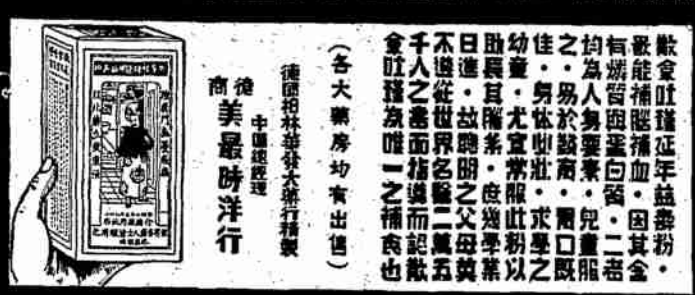 散拿吐瑾延年益壽粉。
最能補腦補血。因其含
有燐質與蛋白質。二者
均為人身要素。兒童服
之。易於發育。胃口既
佳。身体必壯。求學之
幼童。尤宜常服此粉以
助長其腦系。庶幾學業
日進。故聰明之父母莫
不遵從世界名醫二萬五
千人之書面指導而認散
拿吐瑾為唯一之補食也
(各大藥房均有出售)
德國柏林華發大藥行精製
中國總經理
德商
美最時洋行